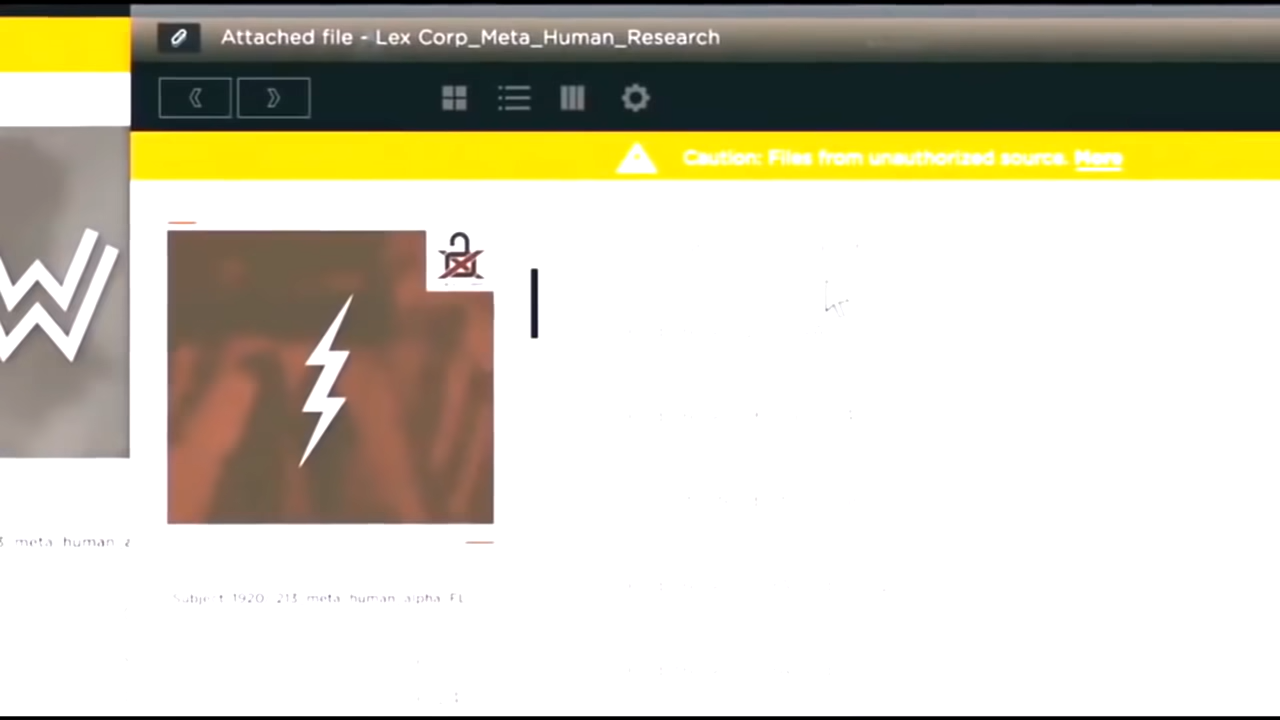 Attached file - Lex Corp_Meta_Human_Research
Caution: Files from unauthorized source. More
W
meta human
Subject 1920 213 meta human alpha FL